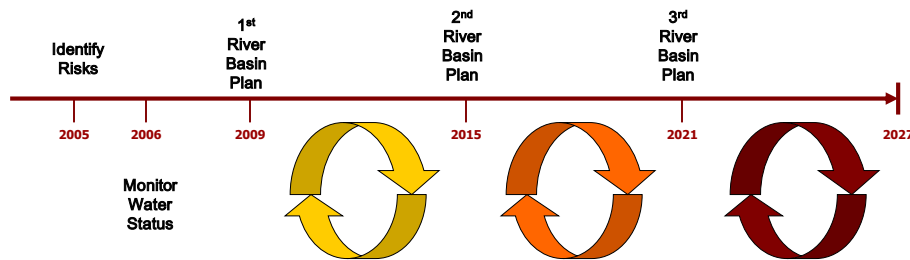 Identify
Risks
1st
River
Basin
Plan
2nd
River
Basin
Plan
3rd
River
Basin
Plan
2005
2006
2009
2015
2021
2027
Monitor
Water
Status